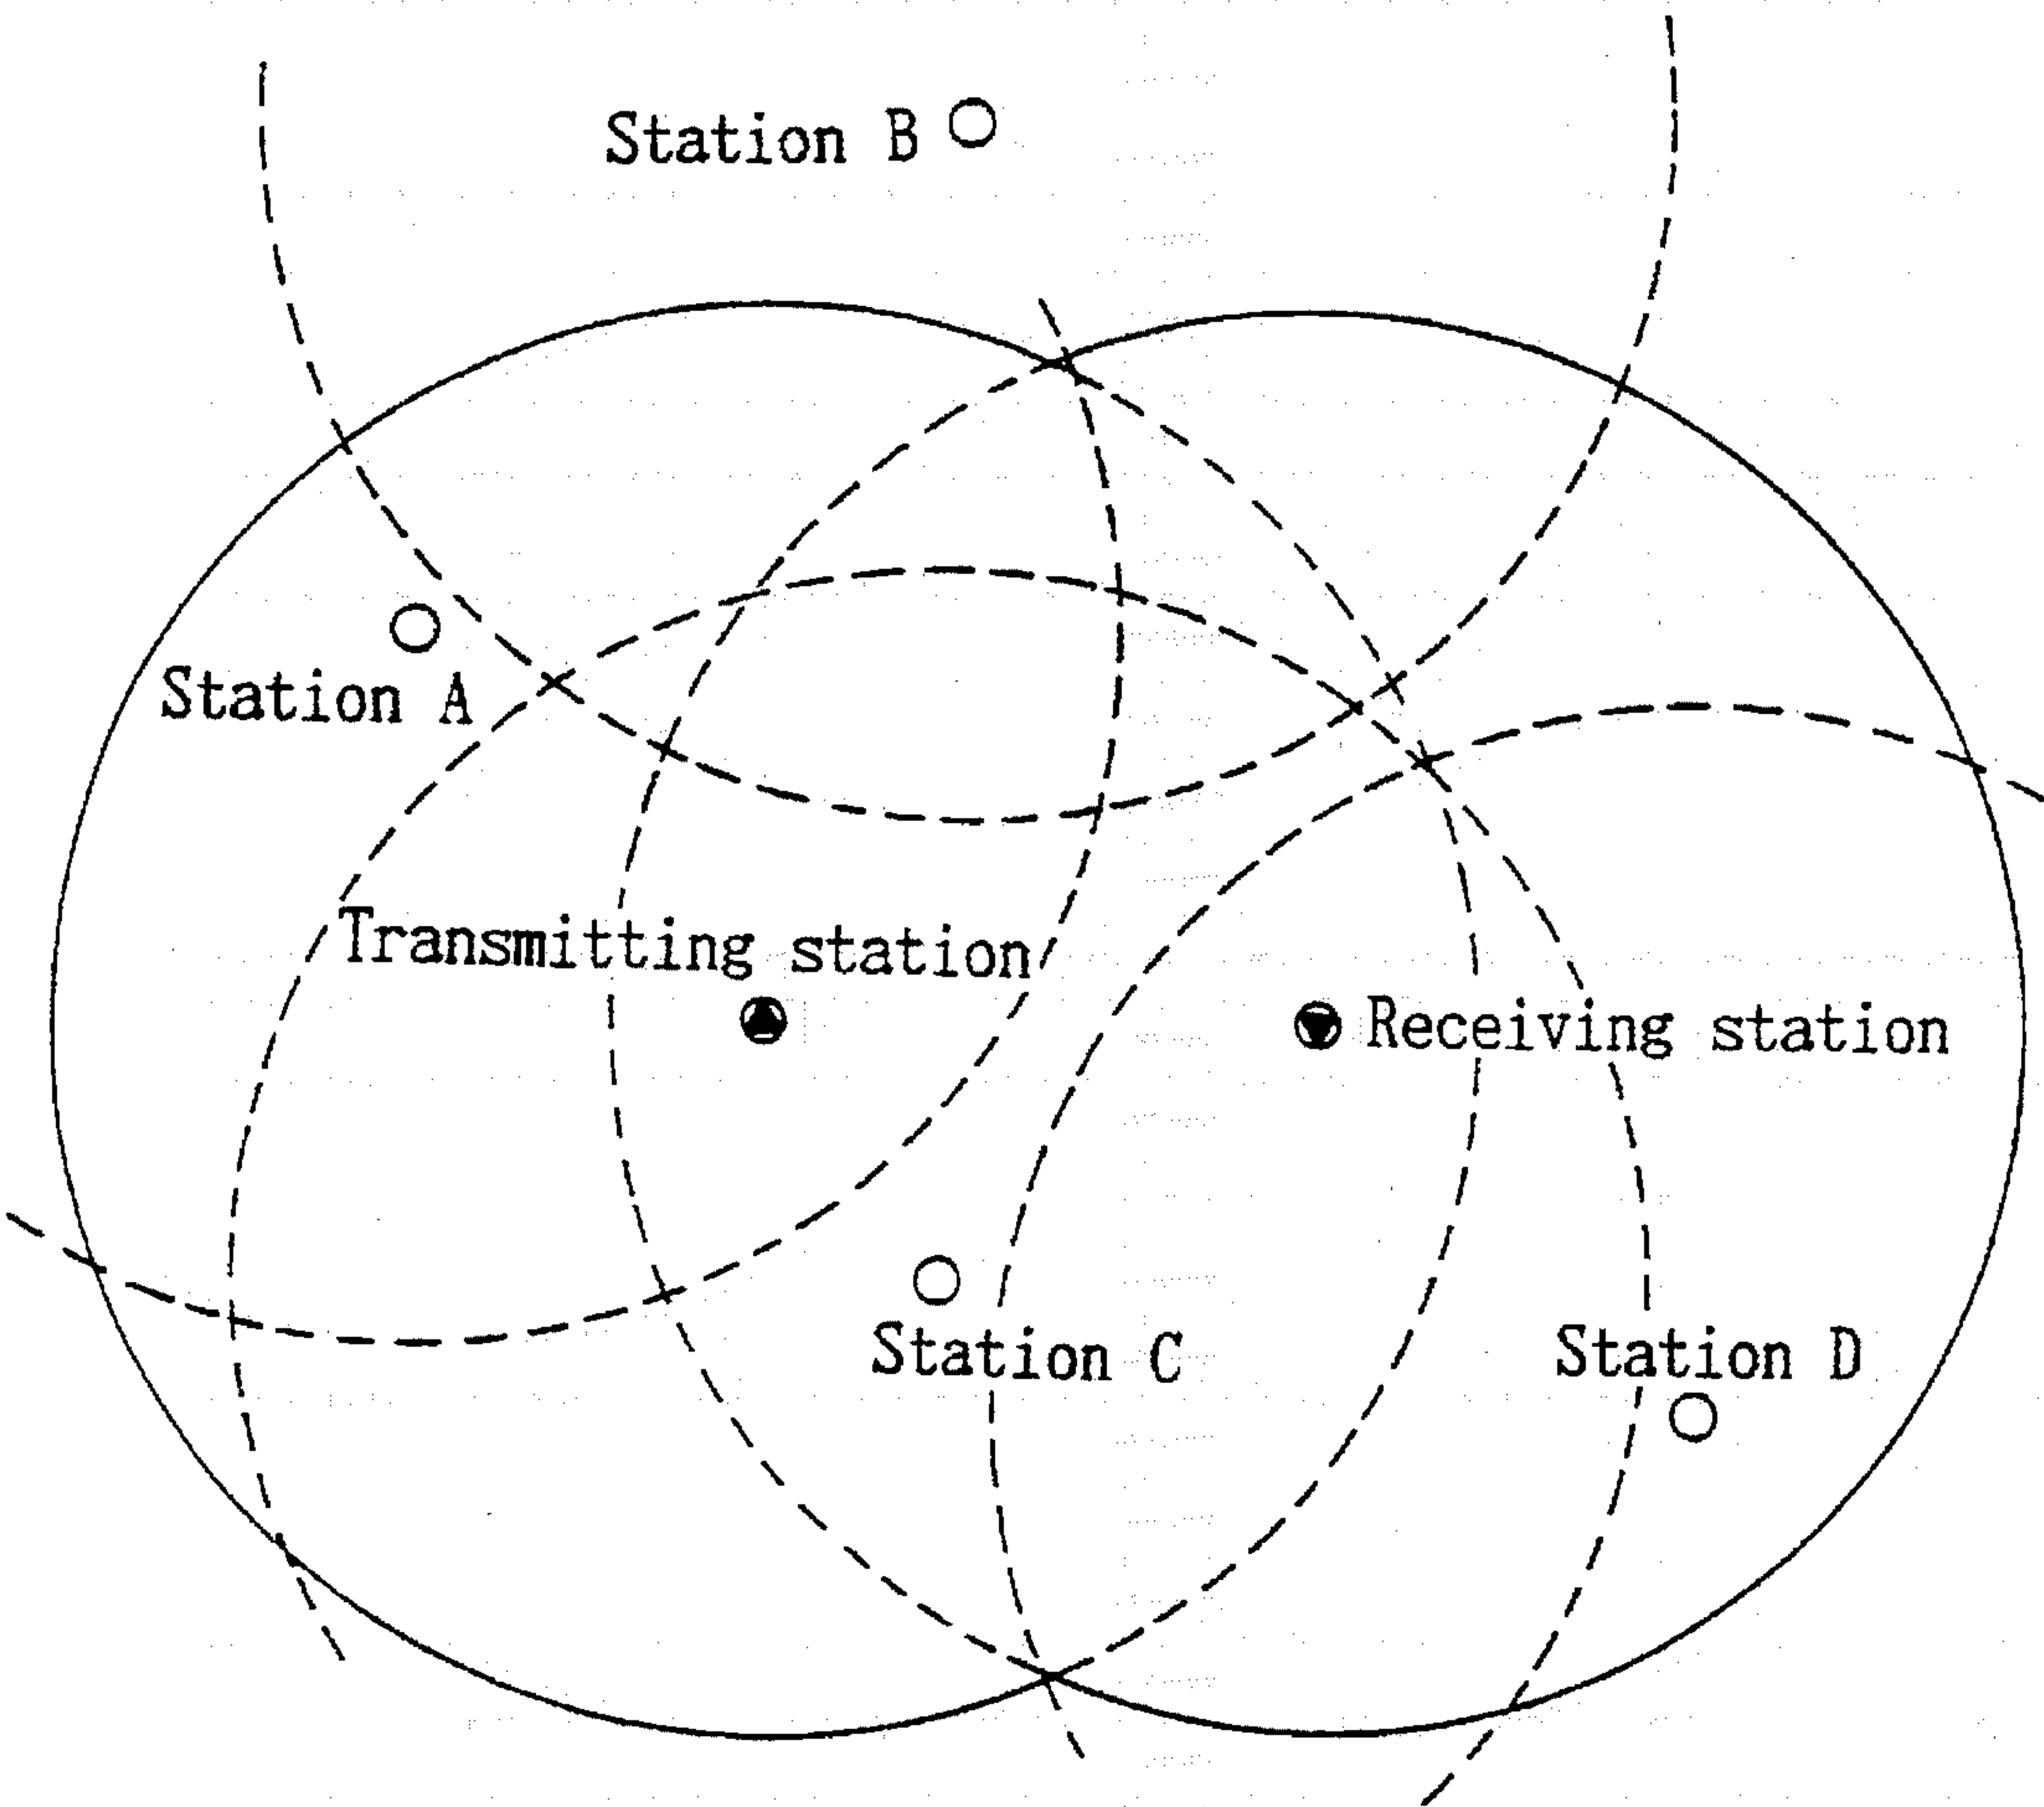 Station B
Station A
Transmitting station
Receiving station
Station C
Station D